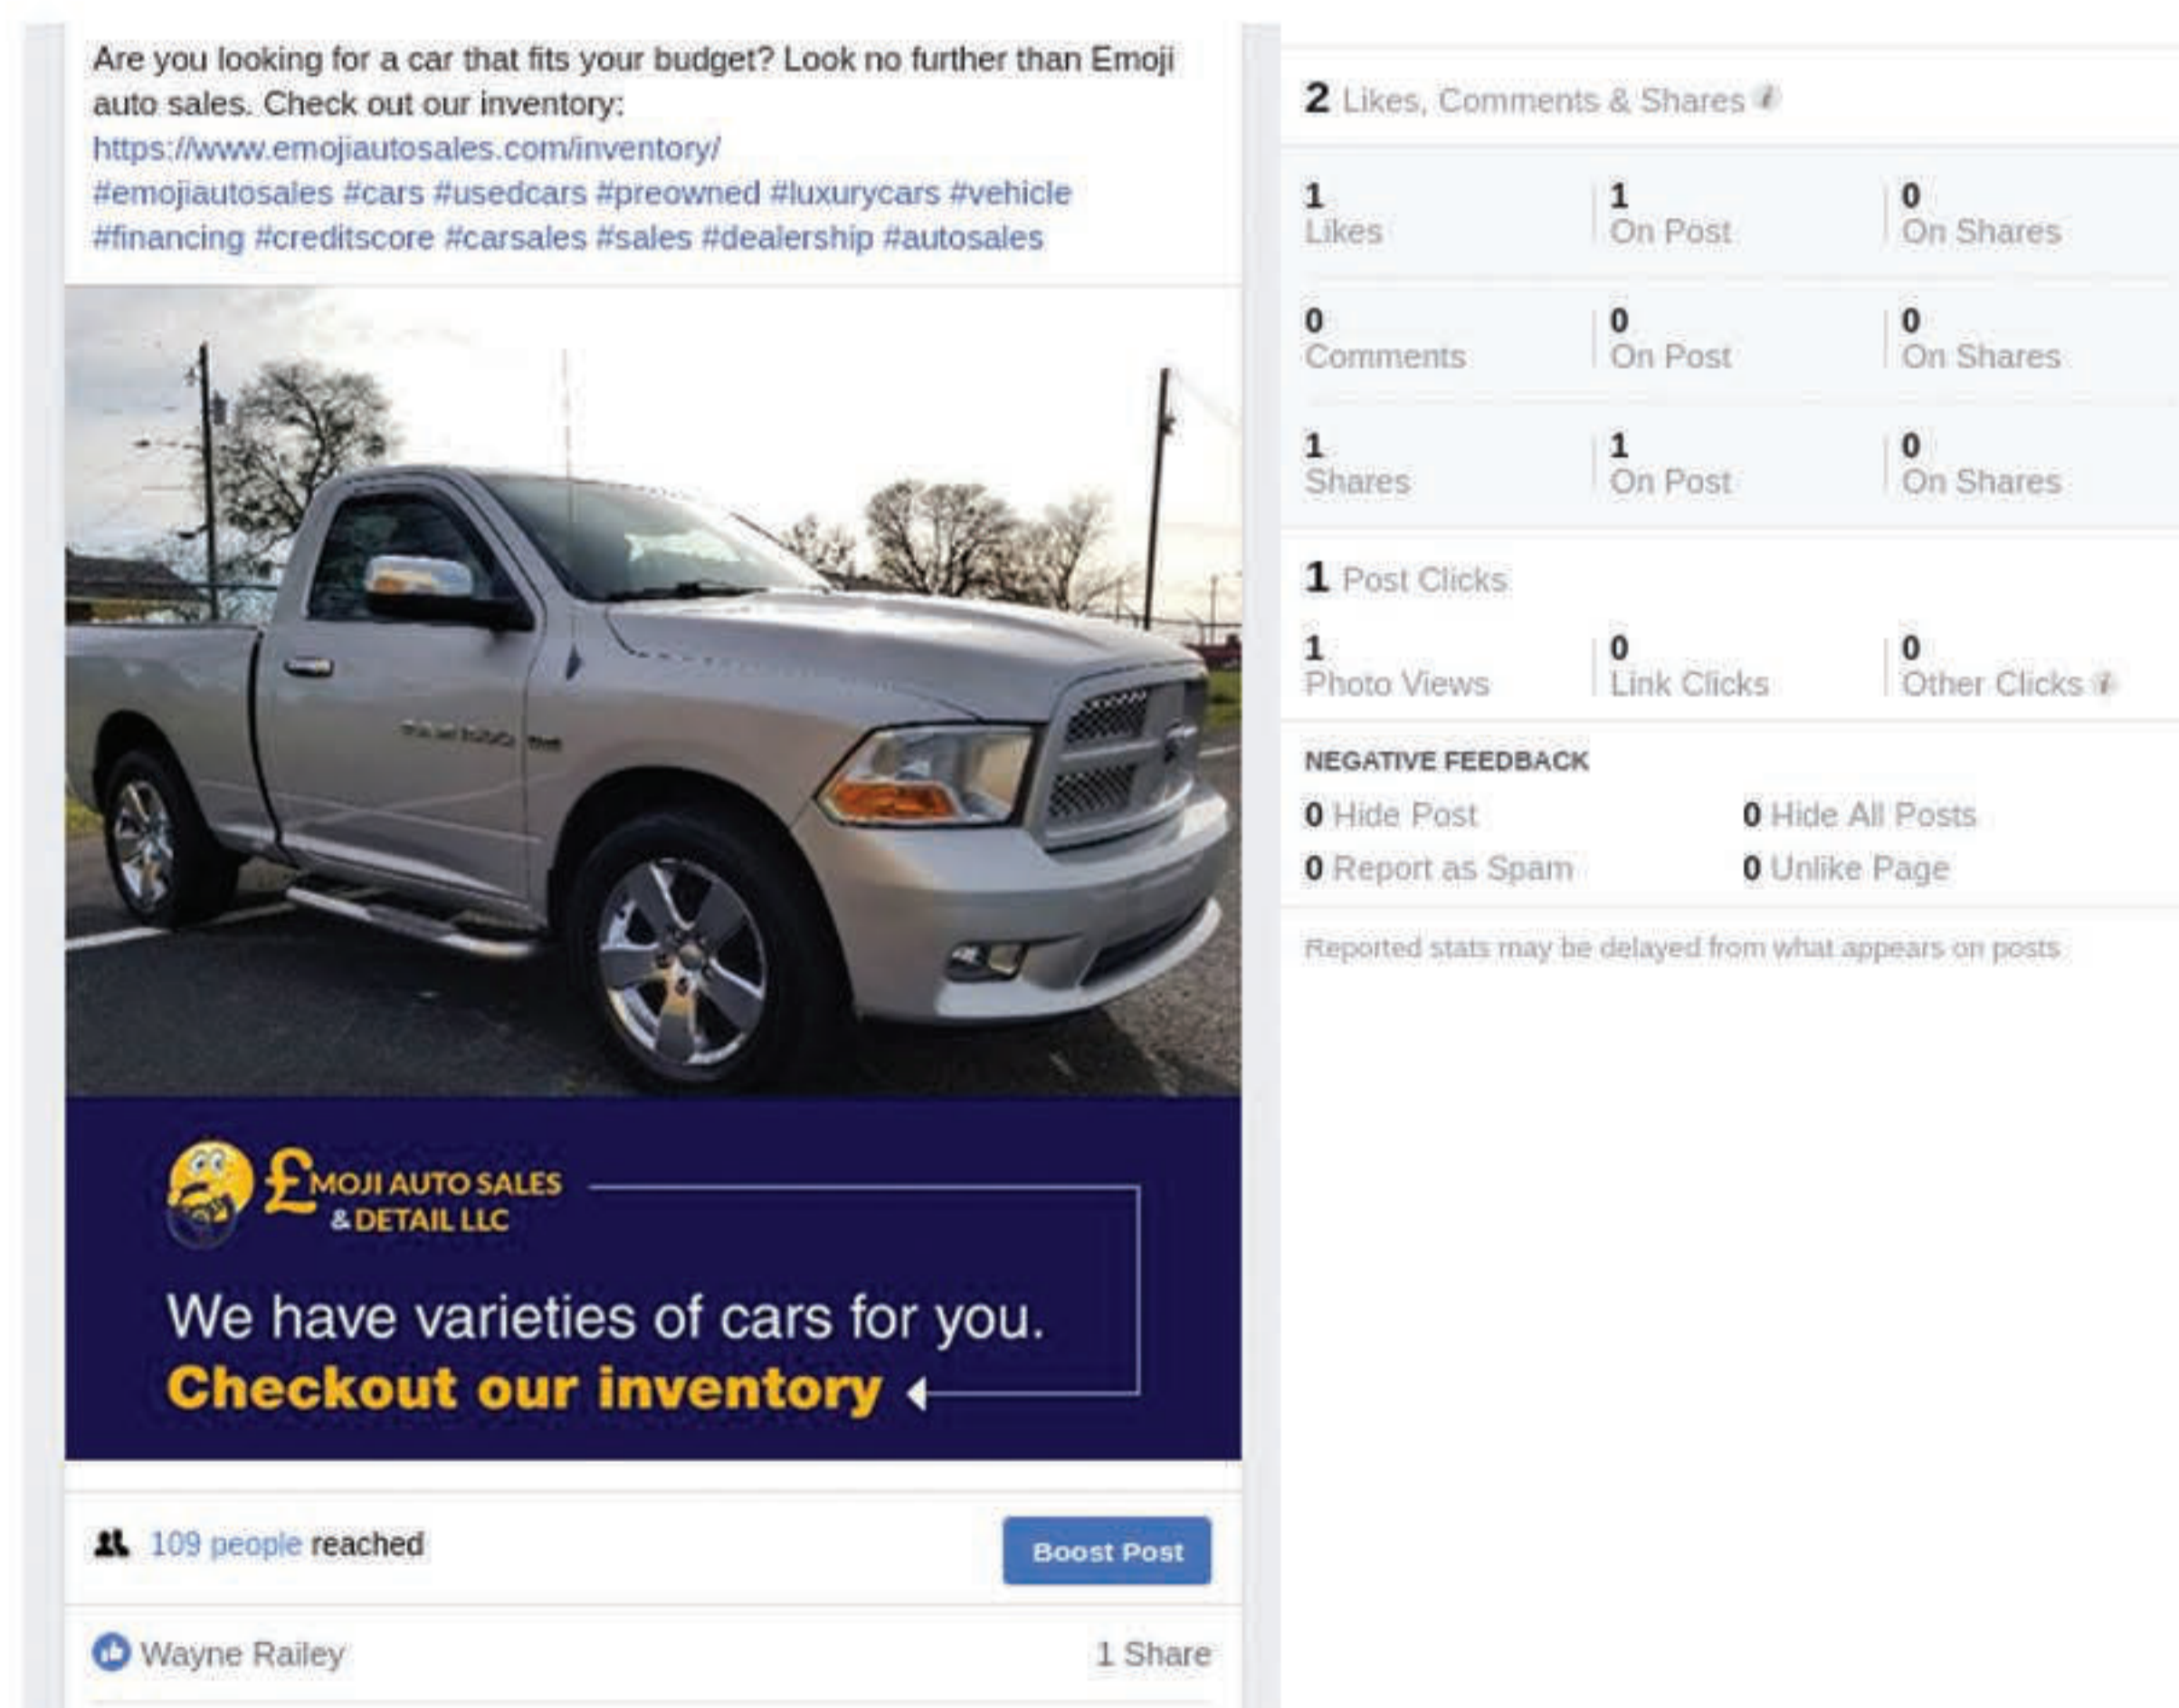 Are you looking for a car that fits your budget? Look no further than Emoji
auto sales. Check out our inventory:
https://www.emojiautosales.com/inventory/
#emojiautosales #cars #usedcars #preowned #luxurycars #vehicle
#financing #creditscore #carsales #sales #dealership #autosales
£MOJI AUTO SALES
& DETAIL LLC
We have varieties of cars for you.
Checkout our inventory
109 people reached
Boost Post
Wayne Railey
1 Share
2 Likes, Comments & Shares
1 1 0
Likes On Post On Shares
0 0 0
Comments On Post On Shares
1 1 0
Shares On Post On Shares
1 Post Clicks
1 0 0
Photo Views Link Clicks Other Clicks
NEGATIVE FEEDBACK
0 Hide Post 0 Hide All Posts
0 Report as Spam 0 Unlike Page
Reported stats may be delayed from what appears on posts